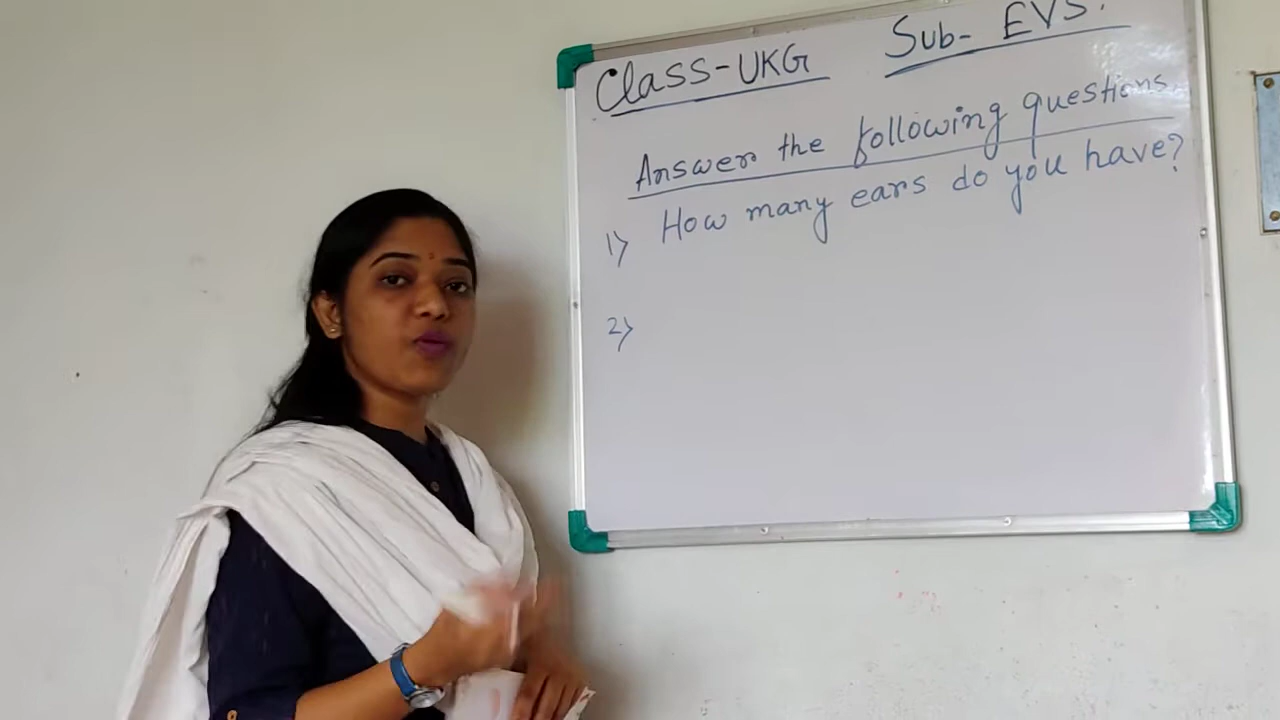 Class-UKG Sub- EVS.
Answer the following questions.
1) How many ears do you have?
2)